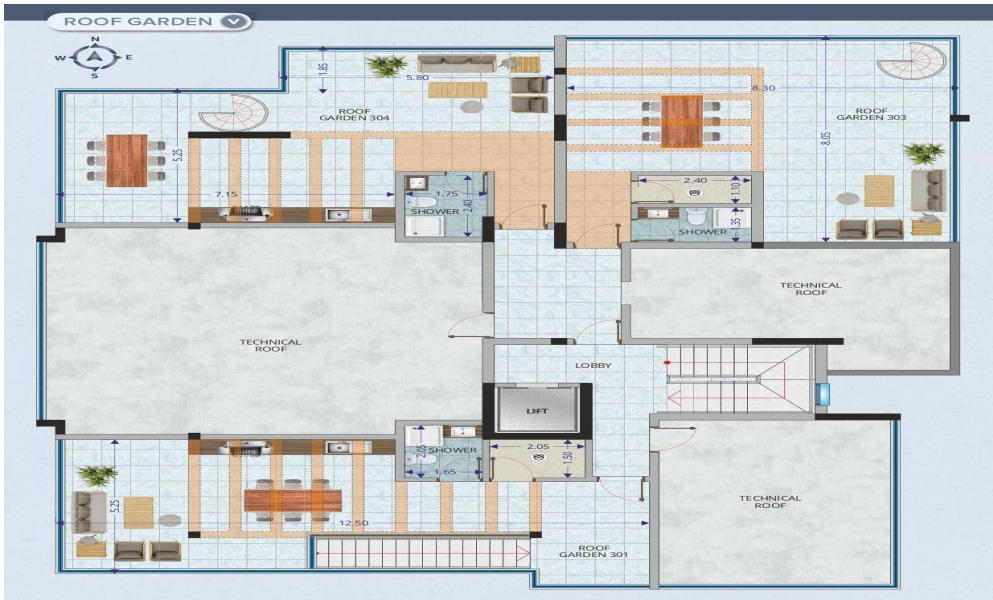 ROOF GARDEN
N
W
E
S
5.80
1.85
ROOF
GARDEN 304
8.30
ROOF
GARDEN 303
8.05
5.25
7.15
1.75
SHOWER
2.40
2.40
1.10
SHOWER
1.35
TECHNICAL
ROOF
TECHNICAL
ROOF
LOBBY
LIFT
SHOWER
2.05
1.65
2.05
1.50
5.25
12.50
TECHNICAL
ROOF
ROOF
GARDEN 301